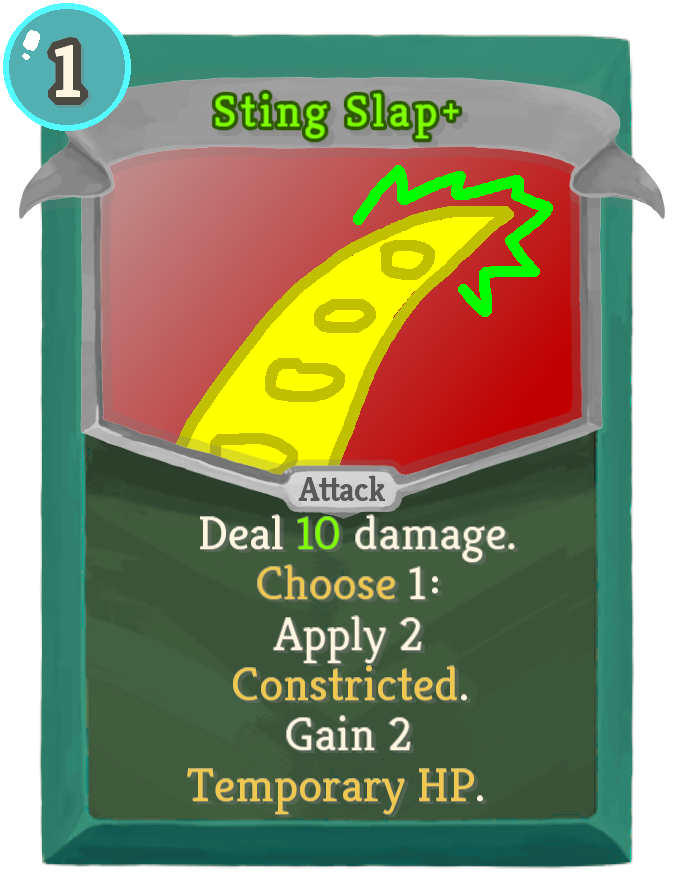 1
Sting Slap+
Attack
Deal 10 damage.
Choose 1:
Apply 2
Constricted.
Gain 2
Temporary HP.